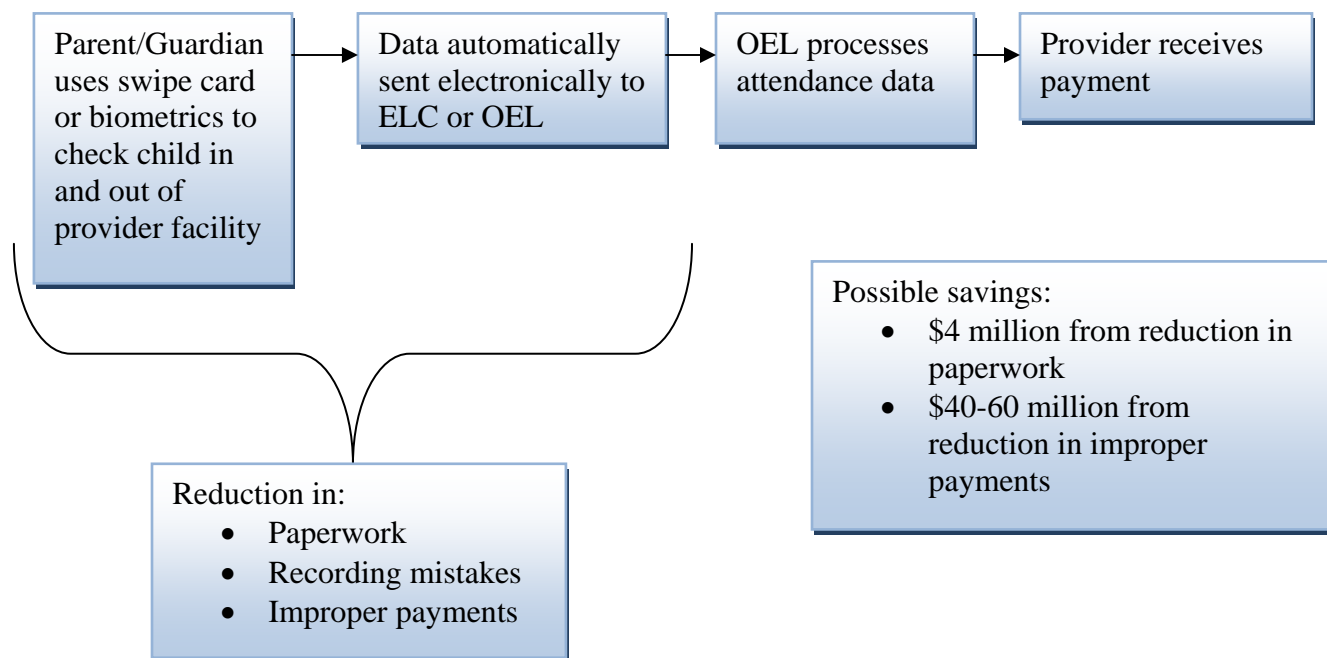 Parent/Guardian
uses swipe card
or biometrics to
check child in
and out of
provider facility
Data automatically
sent electronically to
ELC or OEL
OEL processes
attendance data
Provider receives
payment
Possible savings:
• $4 million from reduction in
paperwork
• $40-60 million from
reduction in improper
payments
Reduction in:
• Paperwork
• Recording mistakes
• Improper payments